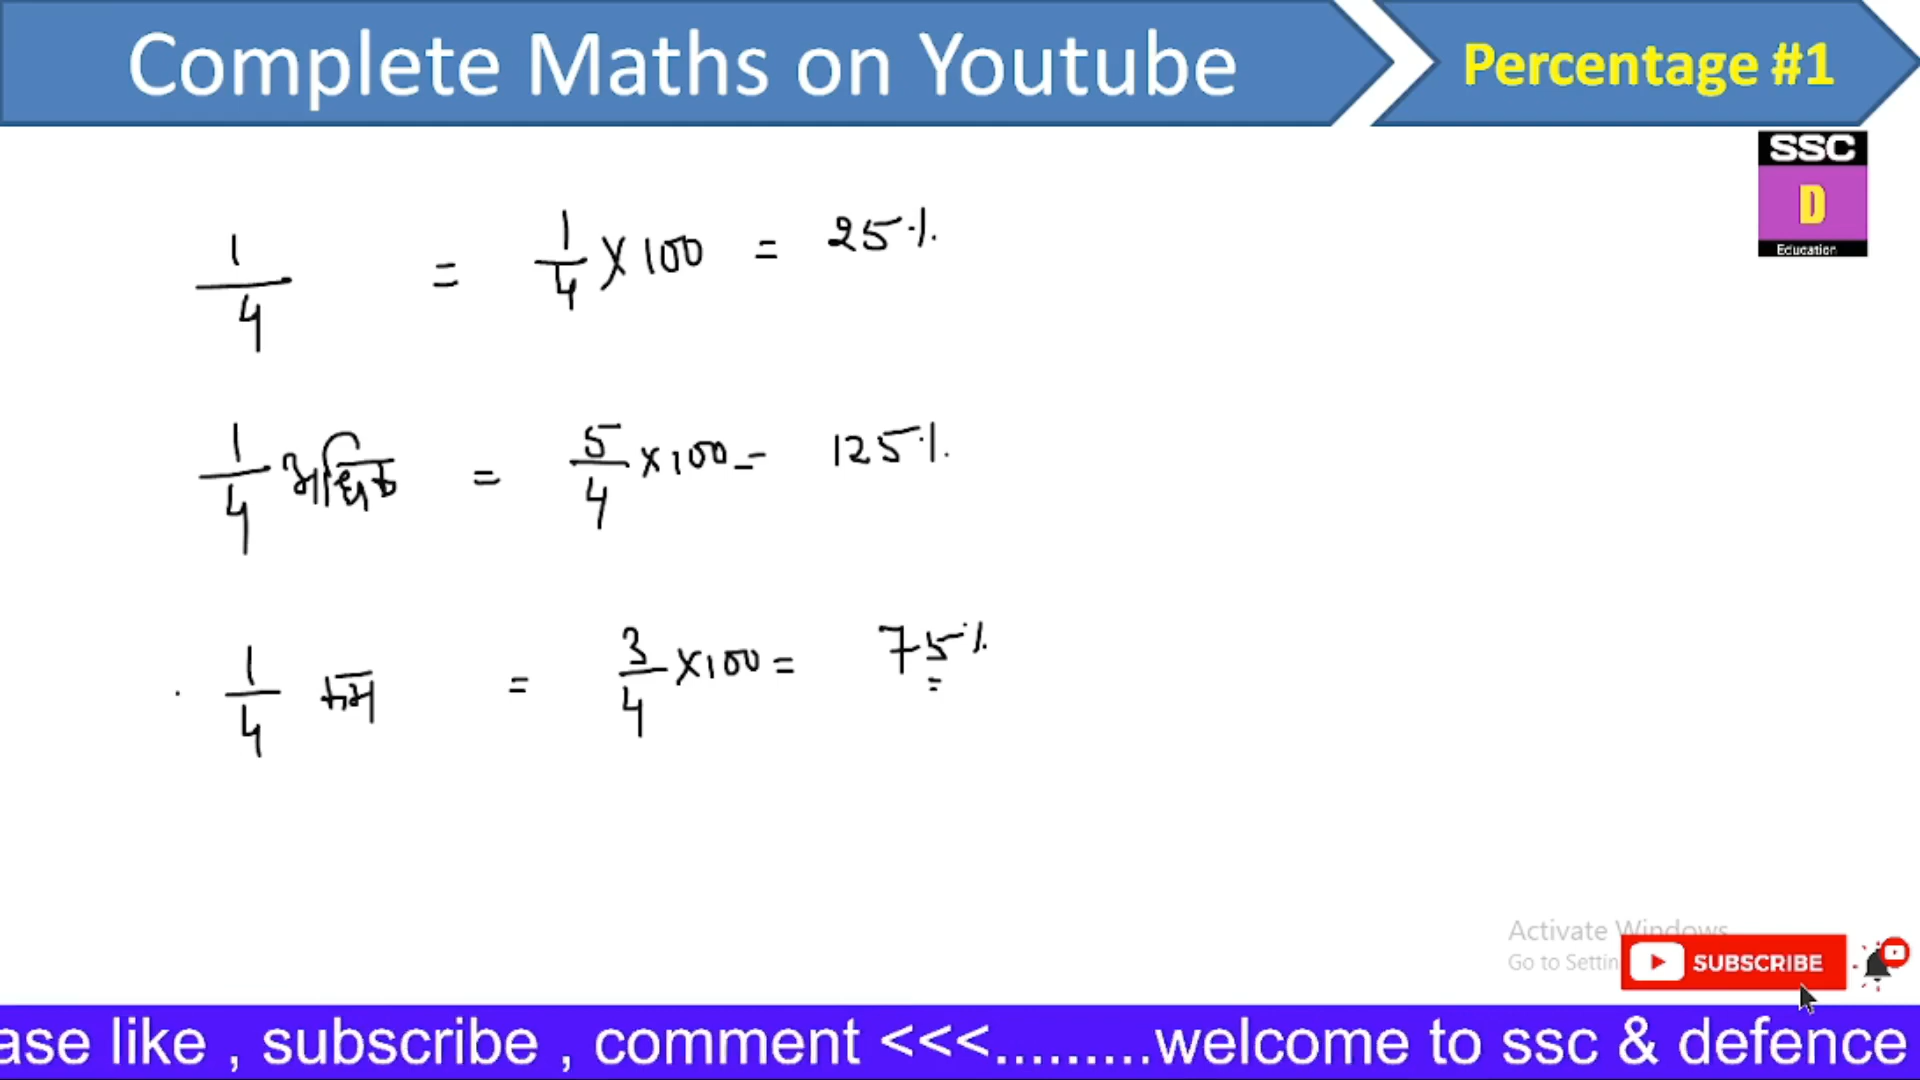 Complete Maths on Youtube
Percentage #1
SSC
D
Education
1/4 = 1/4 × 100 = 25%
1/4 अधिक = 5/4 × 100 = 125%
1/4 कम = 3/4 × 100 = 75%
Activate Windows
Go to Settin
SUBSCRIBE
ase like , subscribe , comment <<<.........welcome to ssc & defence